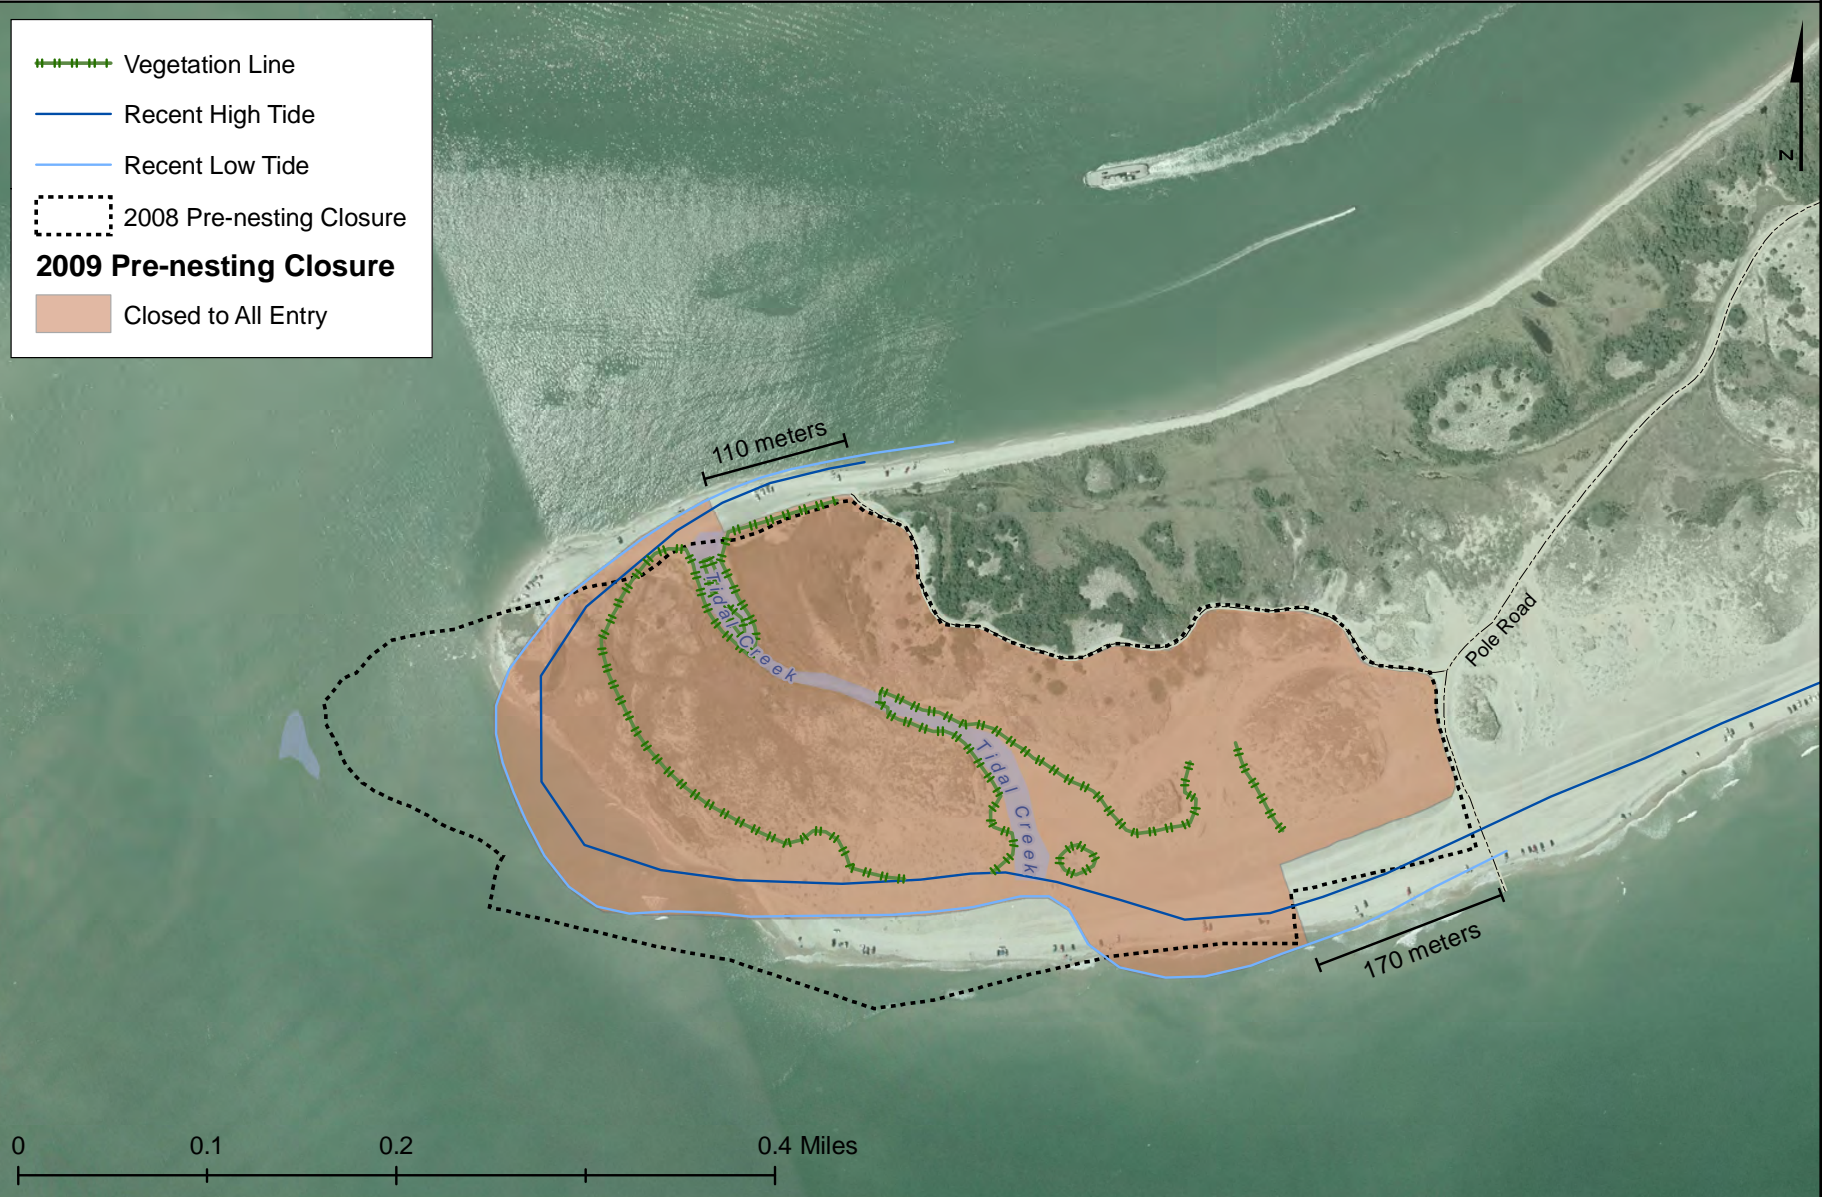 Vegetation Line
Recent High Tide
Recent Low Tide
2008 Pre-nesting Closure
2009 Pre-nesting Closure
Closed to All Entry
N
110 meters
Tidal Creek
Tidal Creek
Pole Road
170 meters
0 0.1 0.2 0.4 Miles